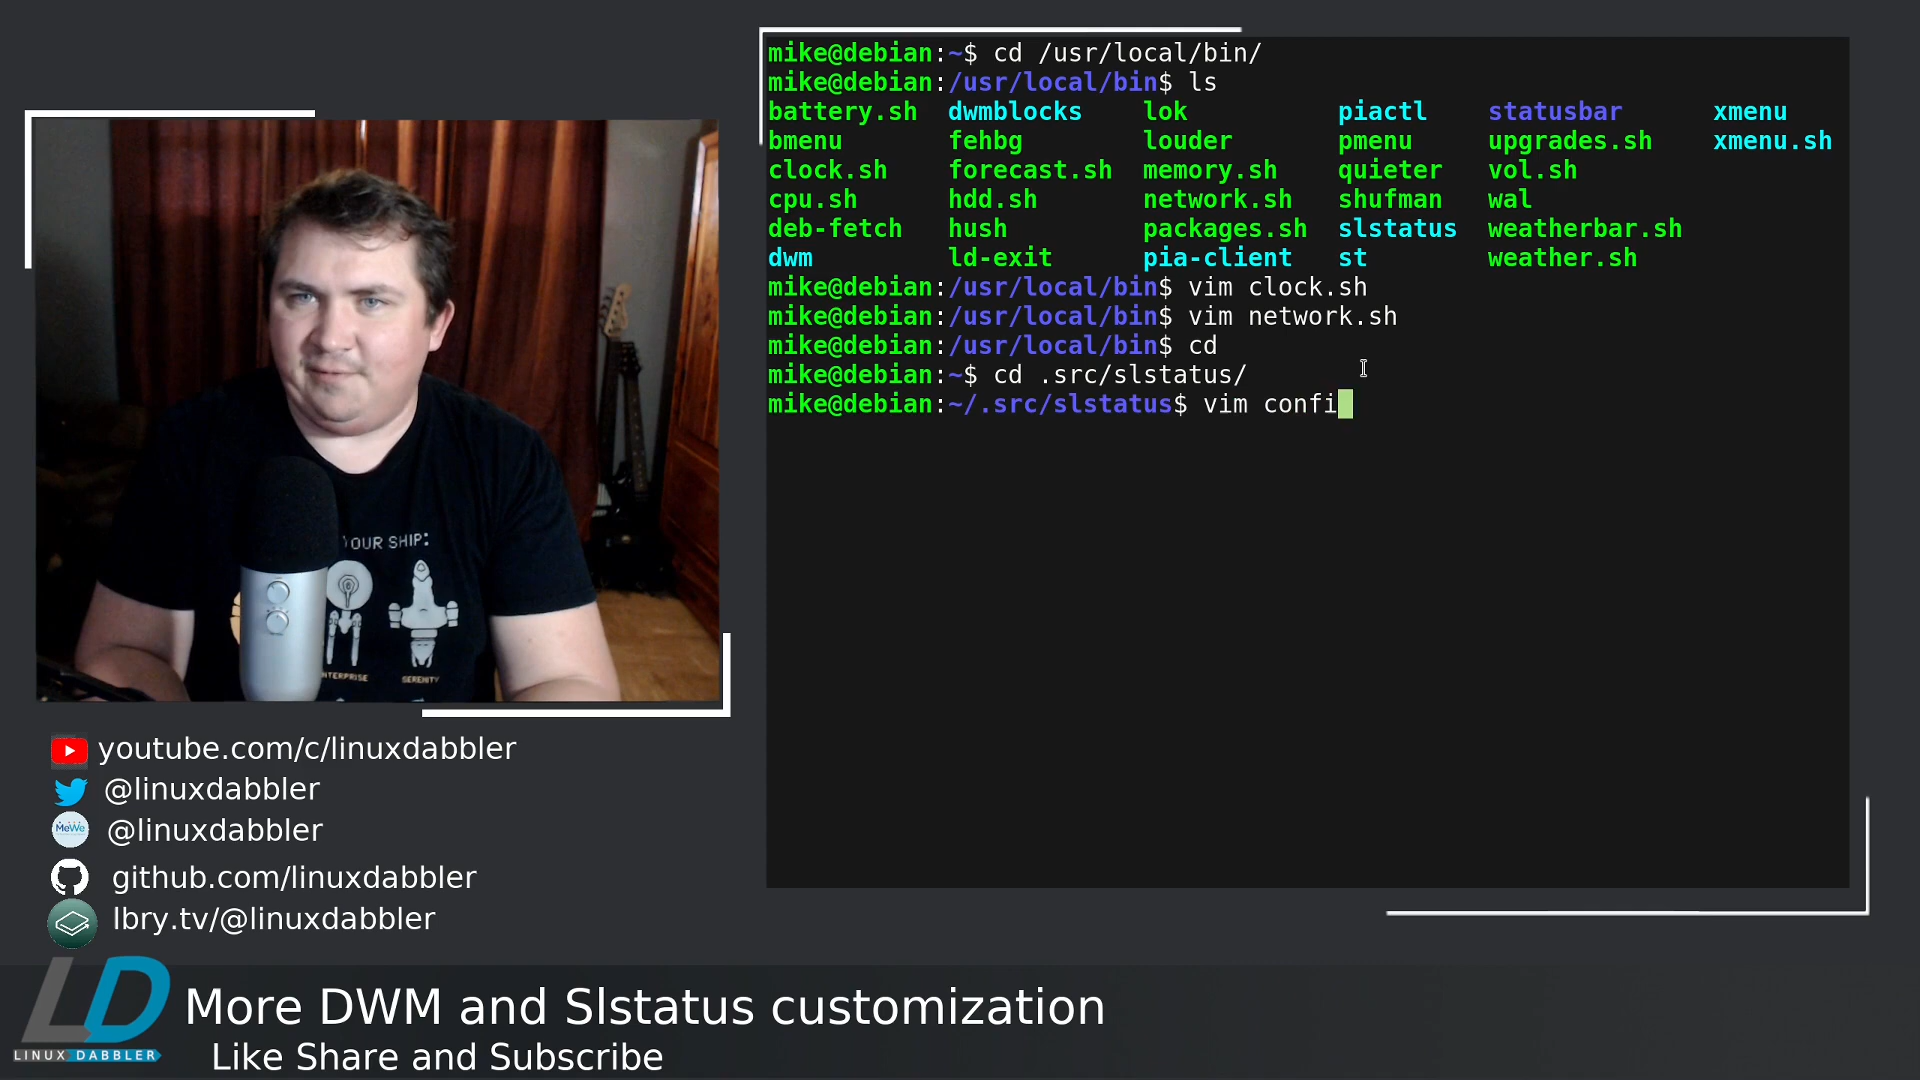 mike@debian:~$ cd /usr/local/bin/
mike@debian:/usr/local/bin$ ls
battery.sh dwmblocks lok piactl statusbar xmenu
bmenu fehbg louder pmenu upgrades.sh xmenu.sh
clock.sh forecast.sh memory.sh quieter vol.sh
cpu.sh hdd.sh network.sh shufman wal
deb-fetch hush packages.sh slstatus weatherbar.sh
dwm ld-exit pia-client st weather.sh
mike@debian:/usr/local/bin$ vim clock.sh
mike@debian:/usr/local/bin$ vim network.sh
mike@debian:/usr/local/bin$ cd
mike@debian:~$ cd .src/slstatus/
mike@debian:~/.src/slstatus$ vim confi
OUR SHIP:
NTERPRISE SERENITY
youtube.com/c/linuxdabbler
@linuxdabbler
MeWe
@linuxdabbler
github.com/linuxdabbler
lbry.tv/@linuxdabbler
LD
LINUX DABBLER
More DWM and Slstatus customization
Like Share and Subscribe